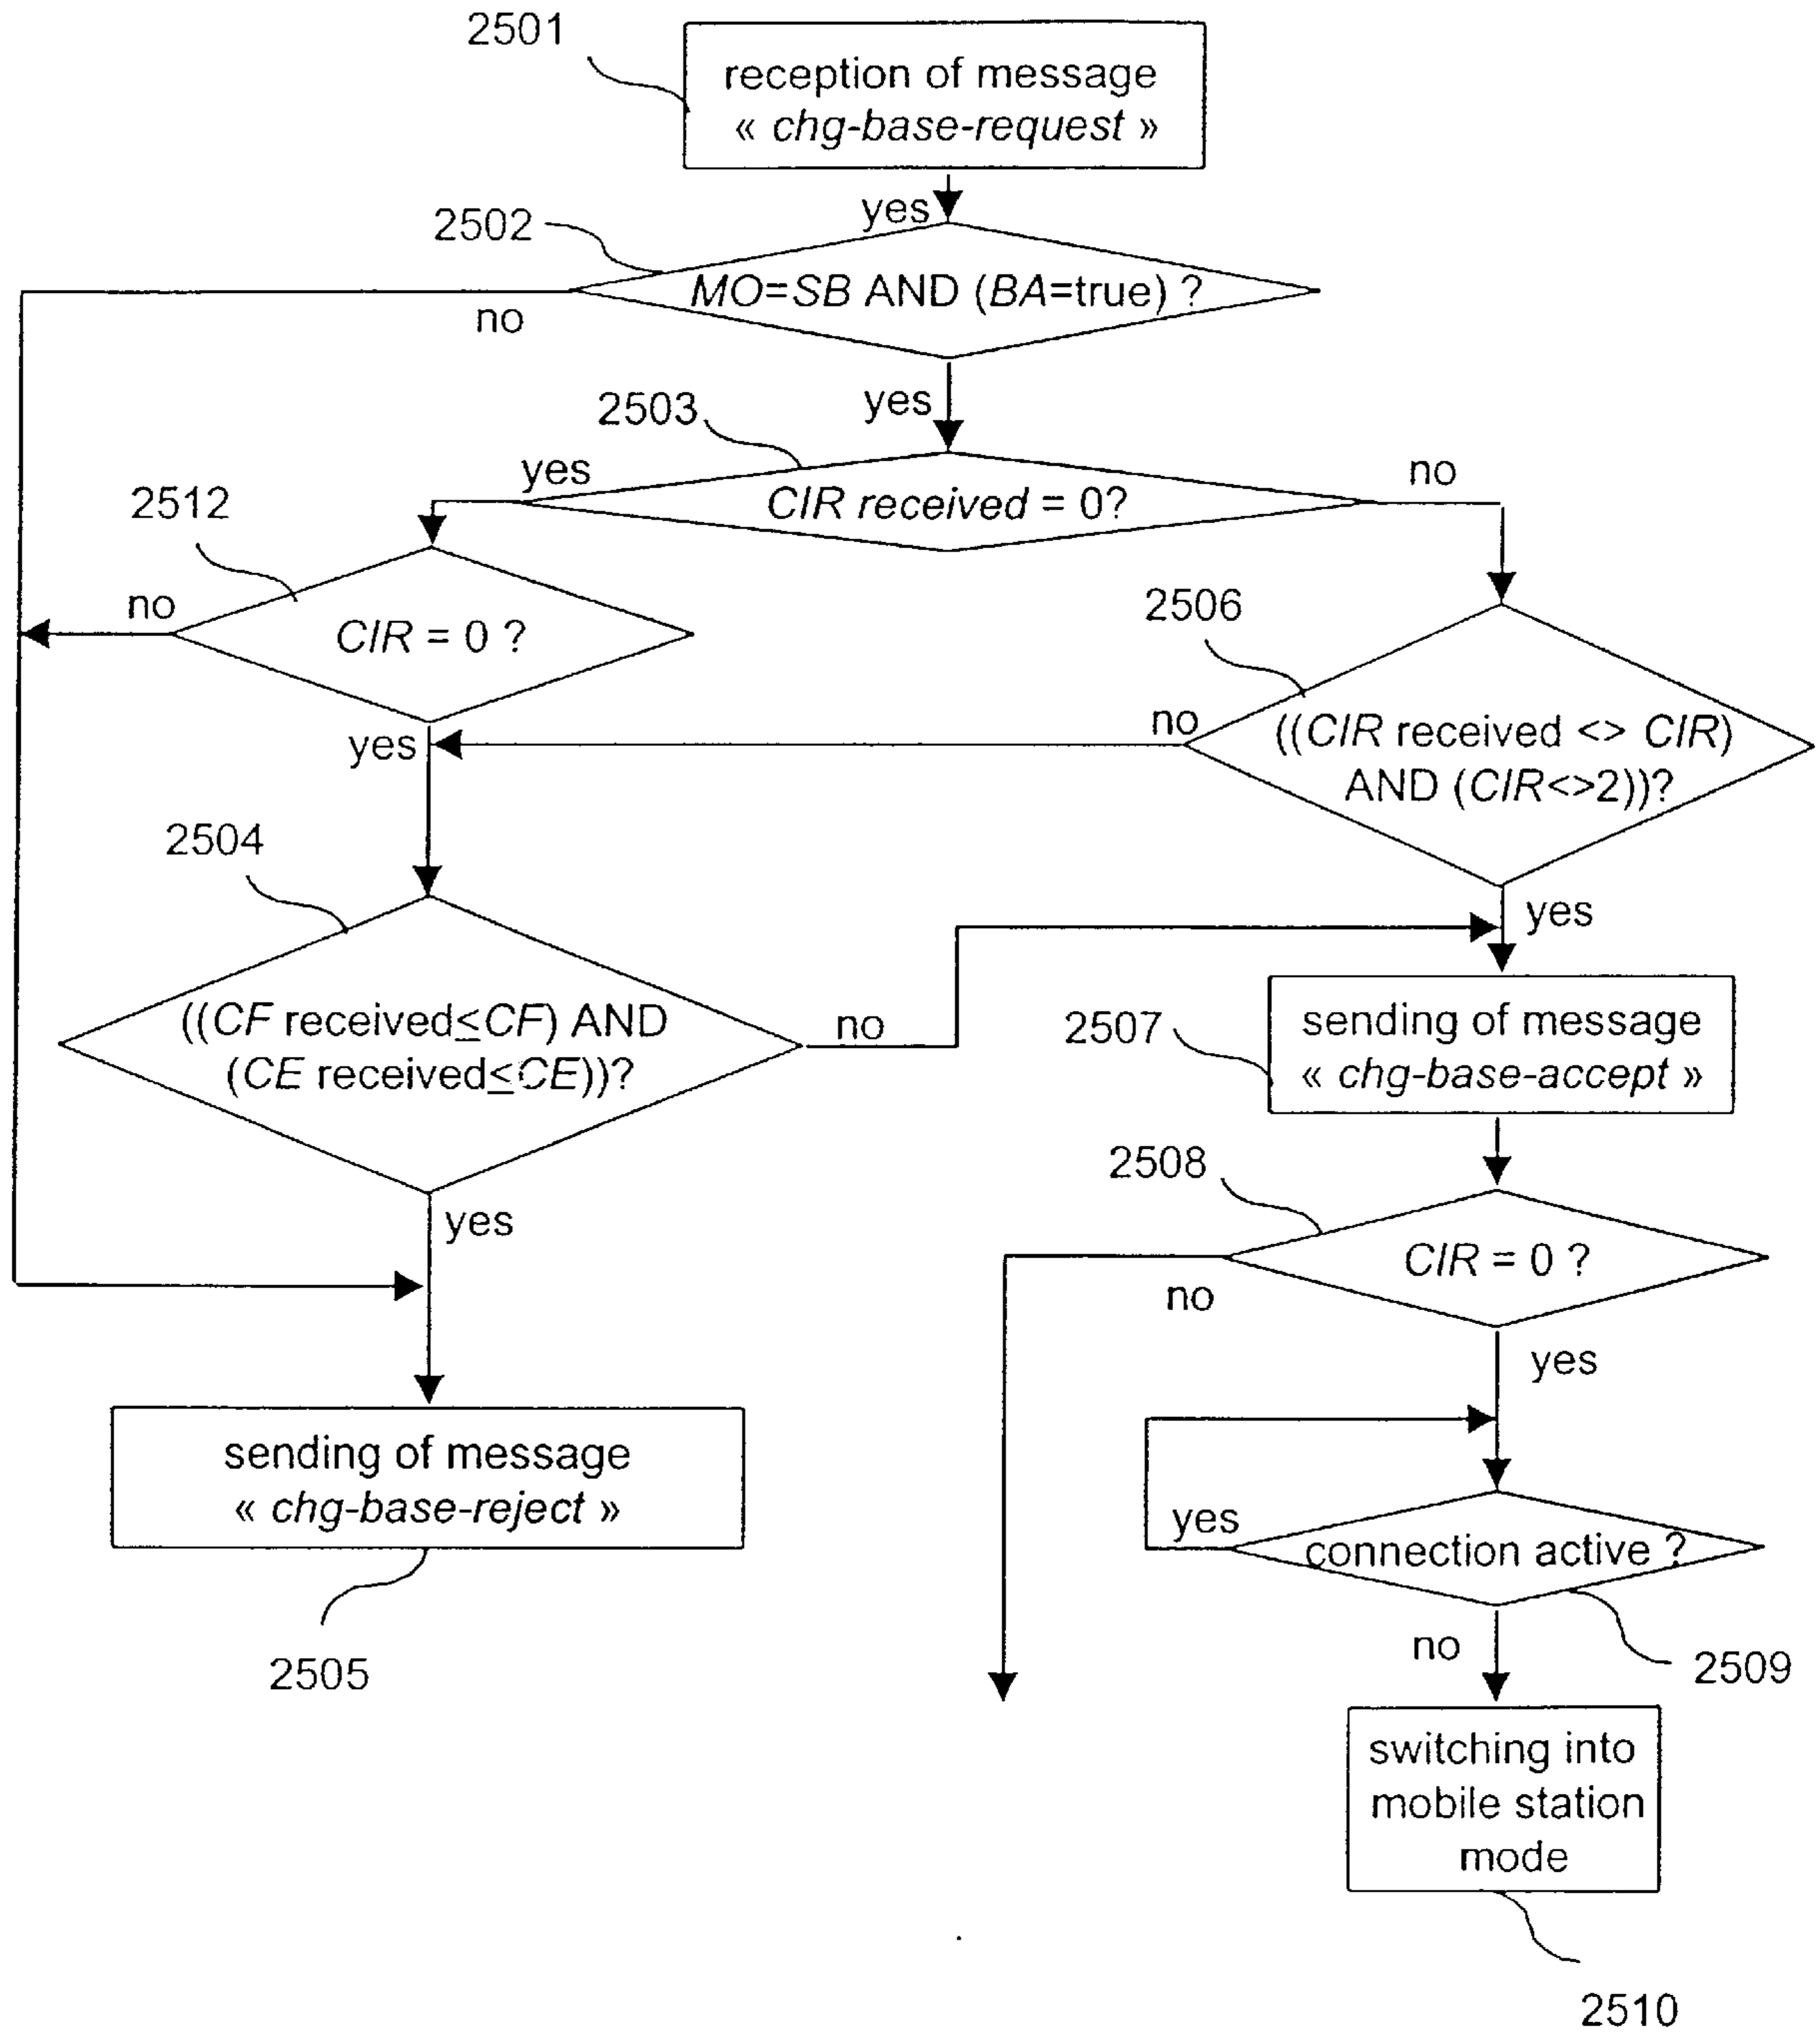 2501
reception of message
« chg-base-request »
yes
2502
MO=SB AND (BA=true) ?
no
yes
2503
yes
CIR received = 0?
no
2512
no
CIR = 0 ?
2506
no
((CIR received <> CIR)
AND (CIR<>2))?
yes
2504
yes
((CF received≤CF) AND
(CE received≤CE))?
no
2507
sending of message
« chg-base-accept »
2508
yes
CIR = 0 ?
no
yes
sending of message
« chg-base-reject »
yes
connection active ?
2505
no
2509
switching into
mobile station
mode
2510